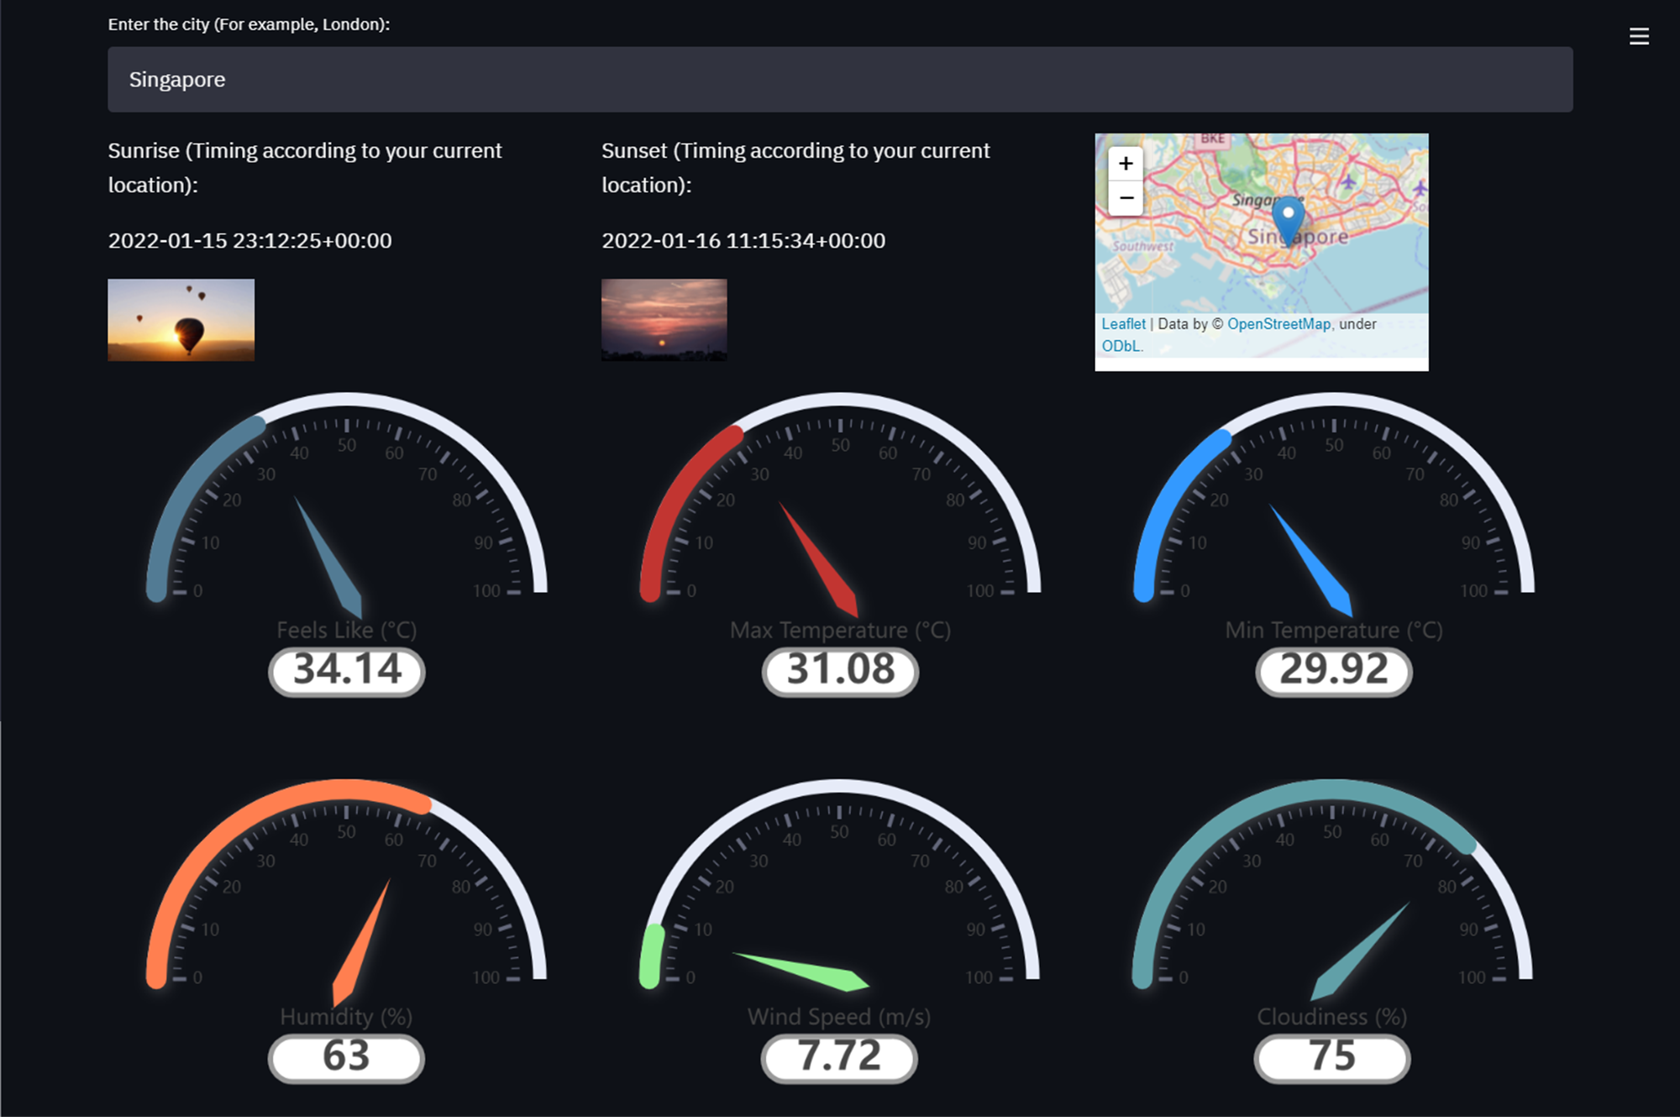 Enter the city (For example, London):
Singapore
Sunrise (Timing according to your current
location):
2022-01-15 23:12:25+00:00
Sunset (Timing according to your current
location):
2022-01-16 11:15:34+00:00
+
−
BKE
Singapore
Southwest
Leaflet | Data by © OpenStreetMap, under
ODbL.
0 10 20 30 40 50 60 70 80 90 100
Feels Like (°C)
34.14
0 10 20 30 40 50 60 70 80 90 100
Max Temperature (°C)
31.08
0 10 20 30 40 50 60 70 80 90 100
Min Temperature (°C)
29.92
0 10 20 30 40 50 60 70 80 90 100
Humidity (%)
63
0 10 20 30 40 50 60 70 80 90 100
Wind Speed (m/s)
7.72
0 10 20 30 40 50 60 70 80 90 100
Cloudiness (%)
75